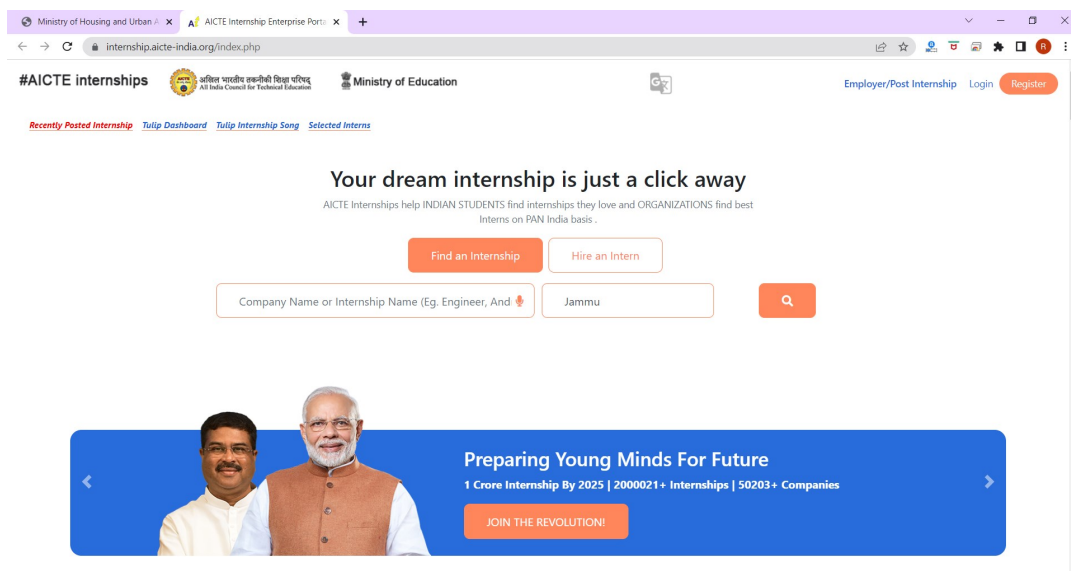 Ministry of Housing and Urban A
AICTE Internship Enterprise Porta
internship.aicte-india.org/index.php
R
#AICTE internships
अखिल भारतीय तकनीकी शिक्षा परिषद्
All India Council for Technical Education
Ministry of Education
Employer/Post Internship
Login
Register
Recently Posted Internship
Tulip Dashboard
Tulip Internship Song
Selected Interns
Your dream internship is just a click away
AICTE Internships help INDIAN STUDENTS find internships they love and ORGANIZATIONS find best
Interns on PAN India basis .
Find an Internship
Hire an Intern
Company Name or Internship Name (Eg. Engineer, And
Jammu
Preparing Young Minds For Future
1 Crore Internship By 2025 | 2000021+ Internships | 50203+ Companies
JOIN THE REVOLUTION!